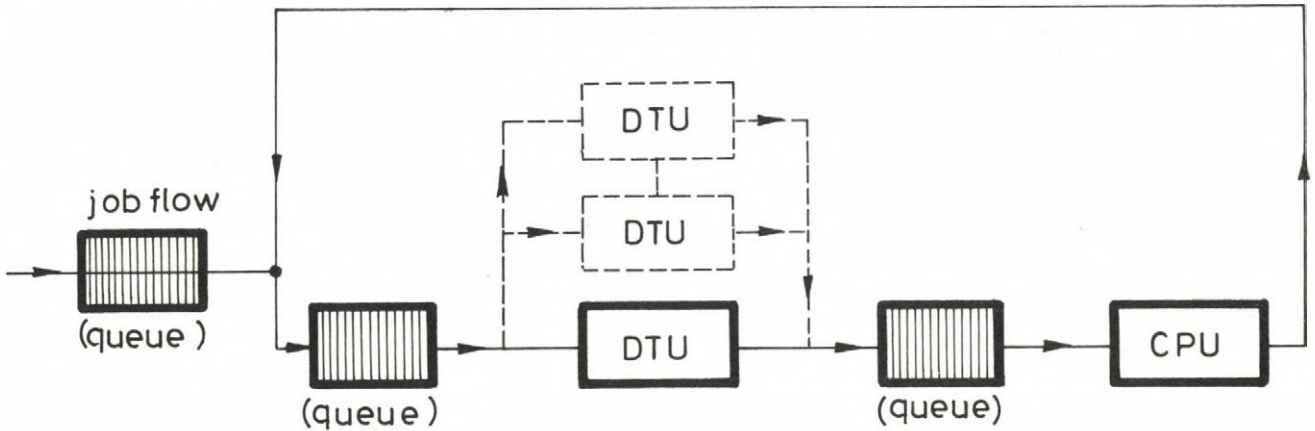 DTU
job flow
DTU
(queue)
DTU
CPU
(queue)
(queue)